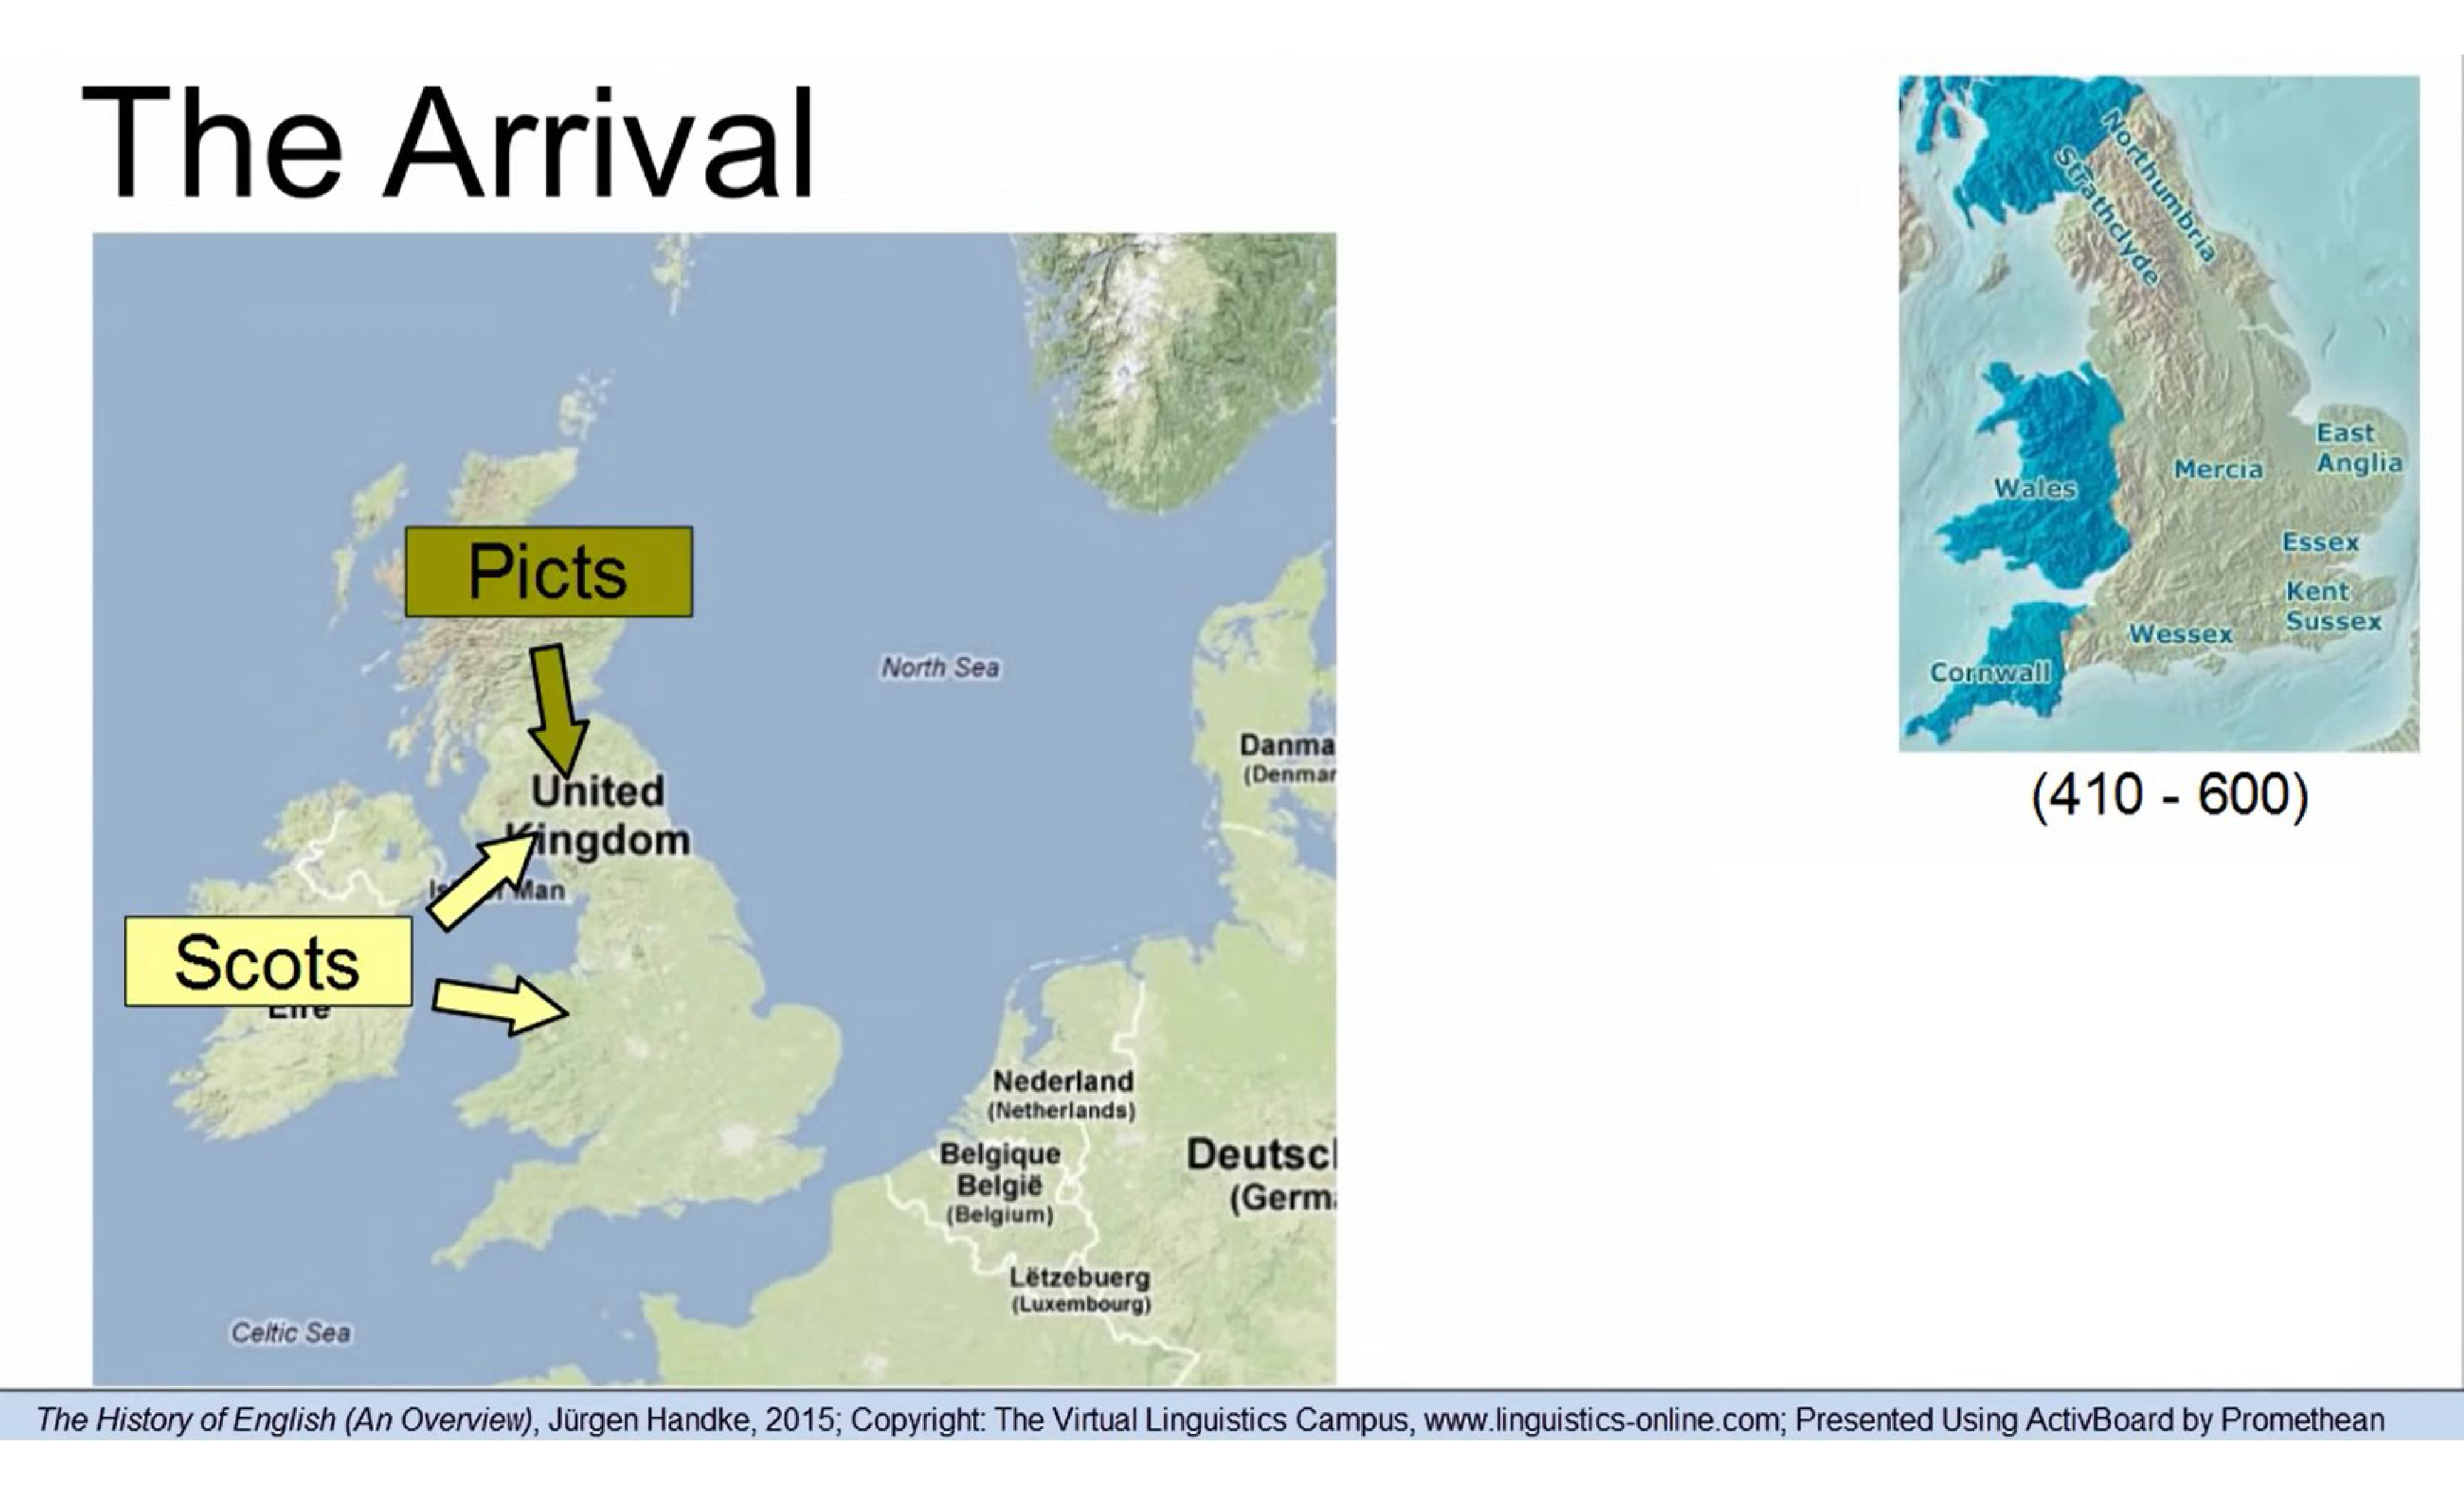 The Arrival
Picts
North Sea
Danma
(Denmar
United
Kingdom
Man
Scots
Nederland
(Netherlands)
Belgique
België
(Belgium)
Deutscl
(Germ
Lëtzebuerg
(Luxembourg)
Celtic Sea
Northumbria
Strathclyde
East
Anglia
Mercia
Wales
Essex
Kent
Sussex
Wessex
Cornwall
(410 - 600)
The History of English (An Overview), Jürgen Handke, 2015; Copyright: The Virtual Linguistics Campus, www.linguistics-online.com; Presented Using ActivBoard by Promethean